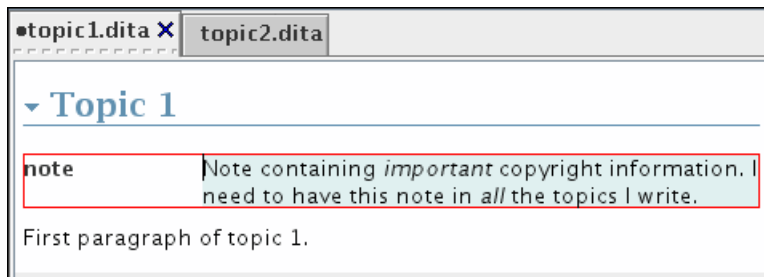 topic1.dita X topic2.dita
Topic 1
note Note containing important copyright information. I
need to have this note in all the topics I write.
First paragraph of topic 1.